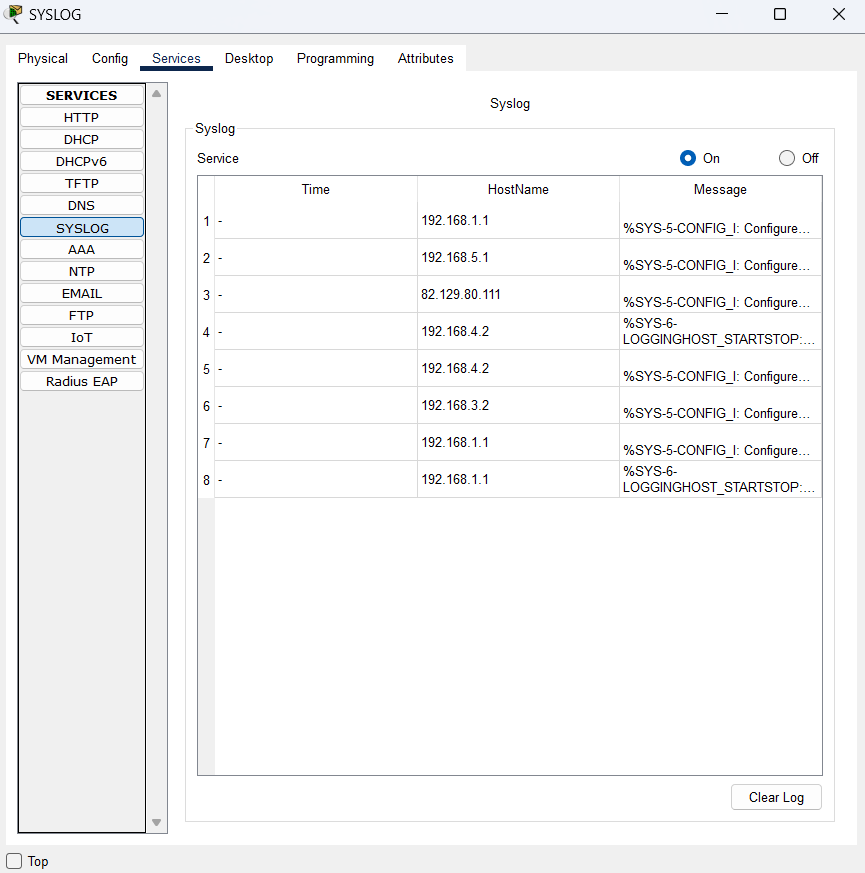 SYSLOG
Physical Config Services Desktop Programming Attributes
SERVICES
HTTP
DHCP
DHCPv6
TFTP
DNS
SYSLOG
AAA
NTP
EMAIL
FTP
IoT
VM Management
Radius EAP
Syslog
Syslog
Service On Off
Time HostName Message
1 - 192.168.1.1 %SYS-5-CONFIG_I: Configure...
2 - 192.168.5.1 %SYS-5-CONFIG_I: Configure...
3 - 82.129.80.111 %SYS-5-CONFIG_I: Configure...
4 - 192.168.4.2 %SYS-6-
LOGGINGHOST_STARTSTOP:...
5 - 192.168.4.2 %SYS-5-CONFIG_I: Configure...
6 - 192.168.3.2 %SYS-5-CONFIG_I: Configure...
7 - 192.168.1.1 %SYS-5-CONFIG_I: Configure...
8 - 192.168.1.1 %SYS-6-
LOGGINGHOST_STARTSTOP:...
Clear Log
Top